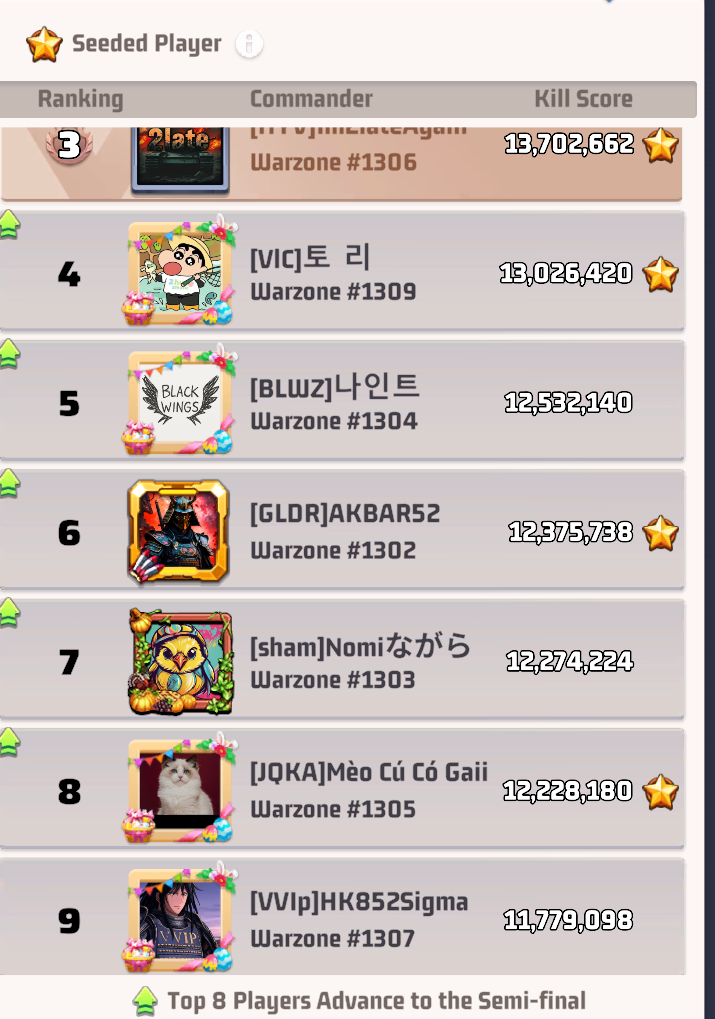 Seeded Player
Ranking Commander Kill Score
3
2late
Warzone #1306
13,702,662
4
[VIC]토 리
Warzone #1309
13,026,420
5
BLACK
WINGS
[BLWZ]나인트
Warzone #1304
12,532,140
6
[GLDR]AKBAR52
Warzone #1302
12,375,738
7
[sham]Nomiながら
Warzone #1303
12,274,224
8
[JQKA]Mèo Cú Có Gaii
Warzone #1305
12,228,180
9
VVIP
[VVIp]HK852Sigma
Warzone #1307
11,779,098
Top 8 Players Advance to the Semi-final